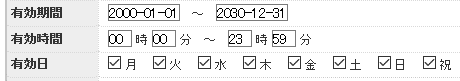 有効期間 2000-01-01 ～ 2030-12-31
有効時間 00 時 00 分 ～ 23 時 59 分
有効日 月 火 水 木 金 土 日 祝